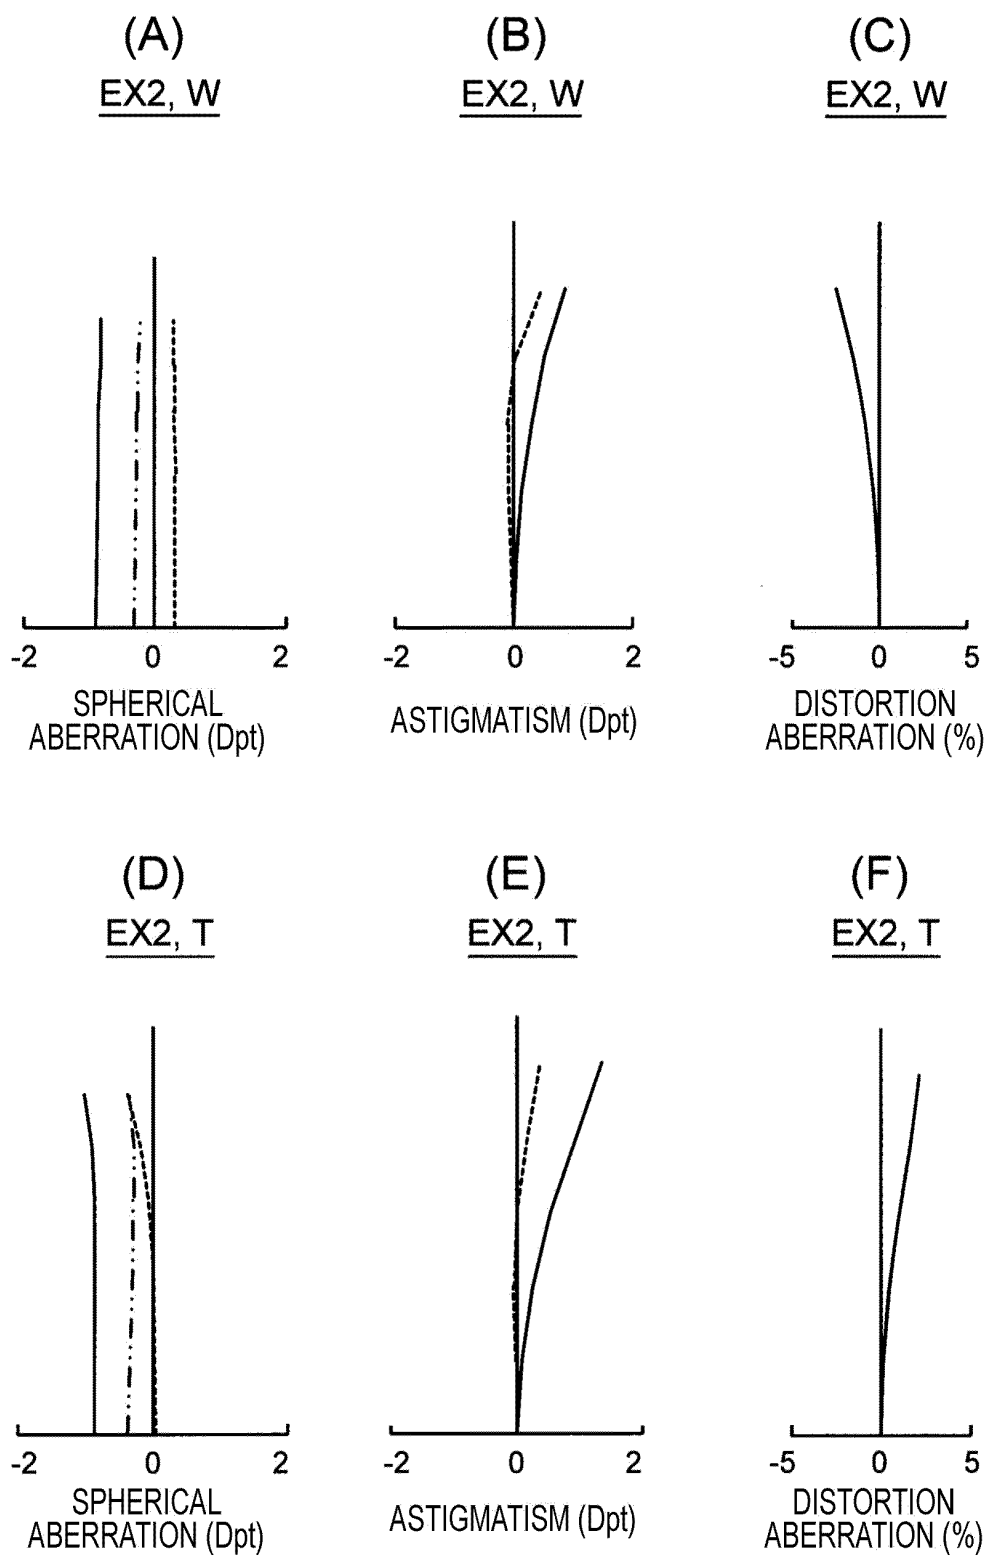 (A) (B) (C)
EX2, W EX2, W EX2, W
-2 0 2 -2 0 2 -5 0 5
SPHERICAL
ABERRATION (Dpt)
ASTIGMATISM (Dpt)
DISTORTION
ABERRATION (%)
(D) (E) (F)
EX2, T EX2, T EX2, T
-2 0 2 -2 0 2 -5 0 5
SPHERICAL
ABERRATION (Dpt)
ASTIGMATISM (Dpt)
DISTORTION
ABERRATION (%)